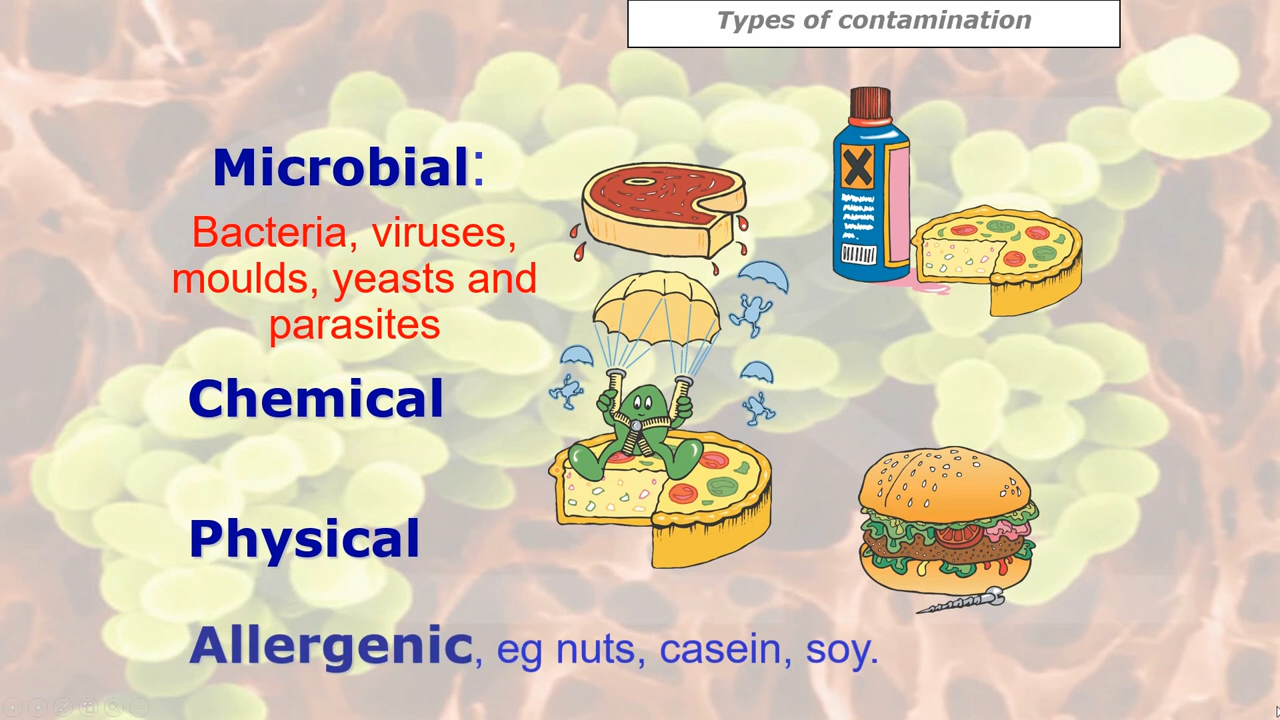 Types of contamination
Microbial:
Bacteria, viruses,
moulds, yeasts and
parasites
Chemical
Physical
Allergenic, eg nuts, casein, soy.